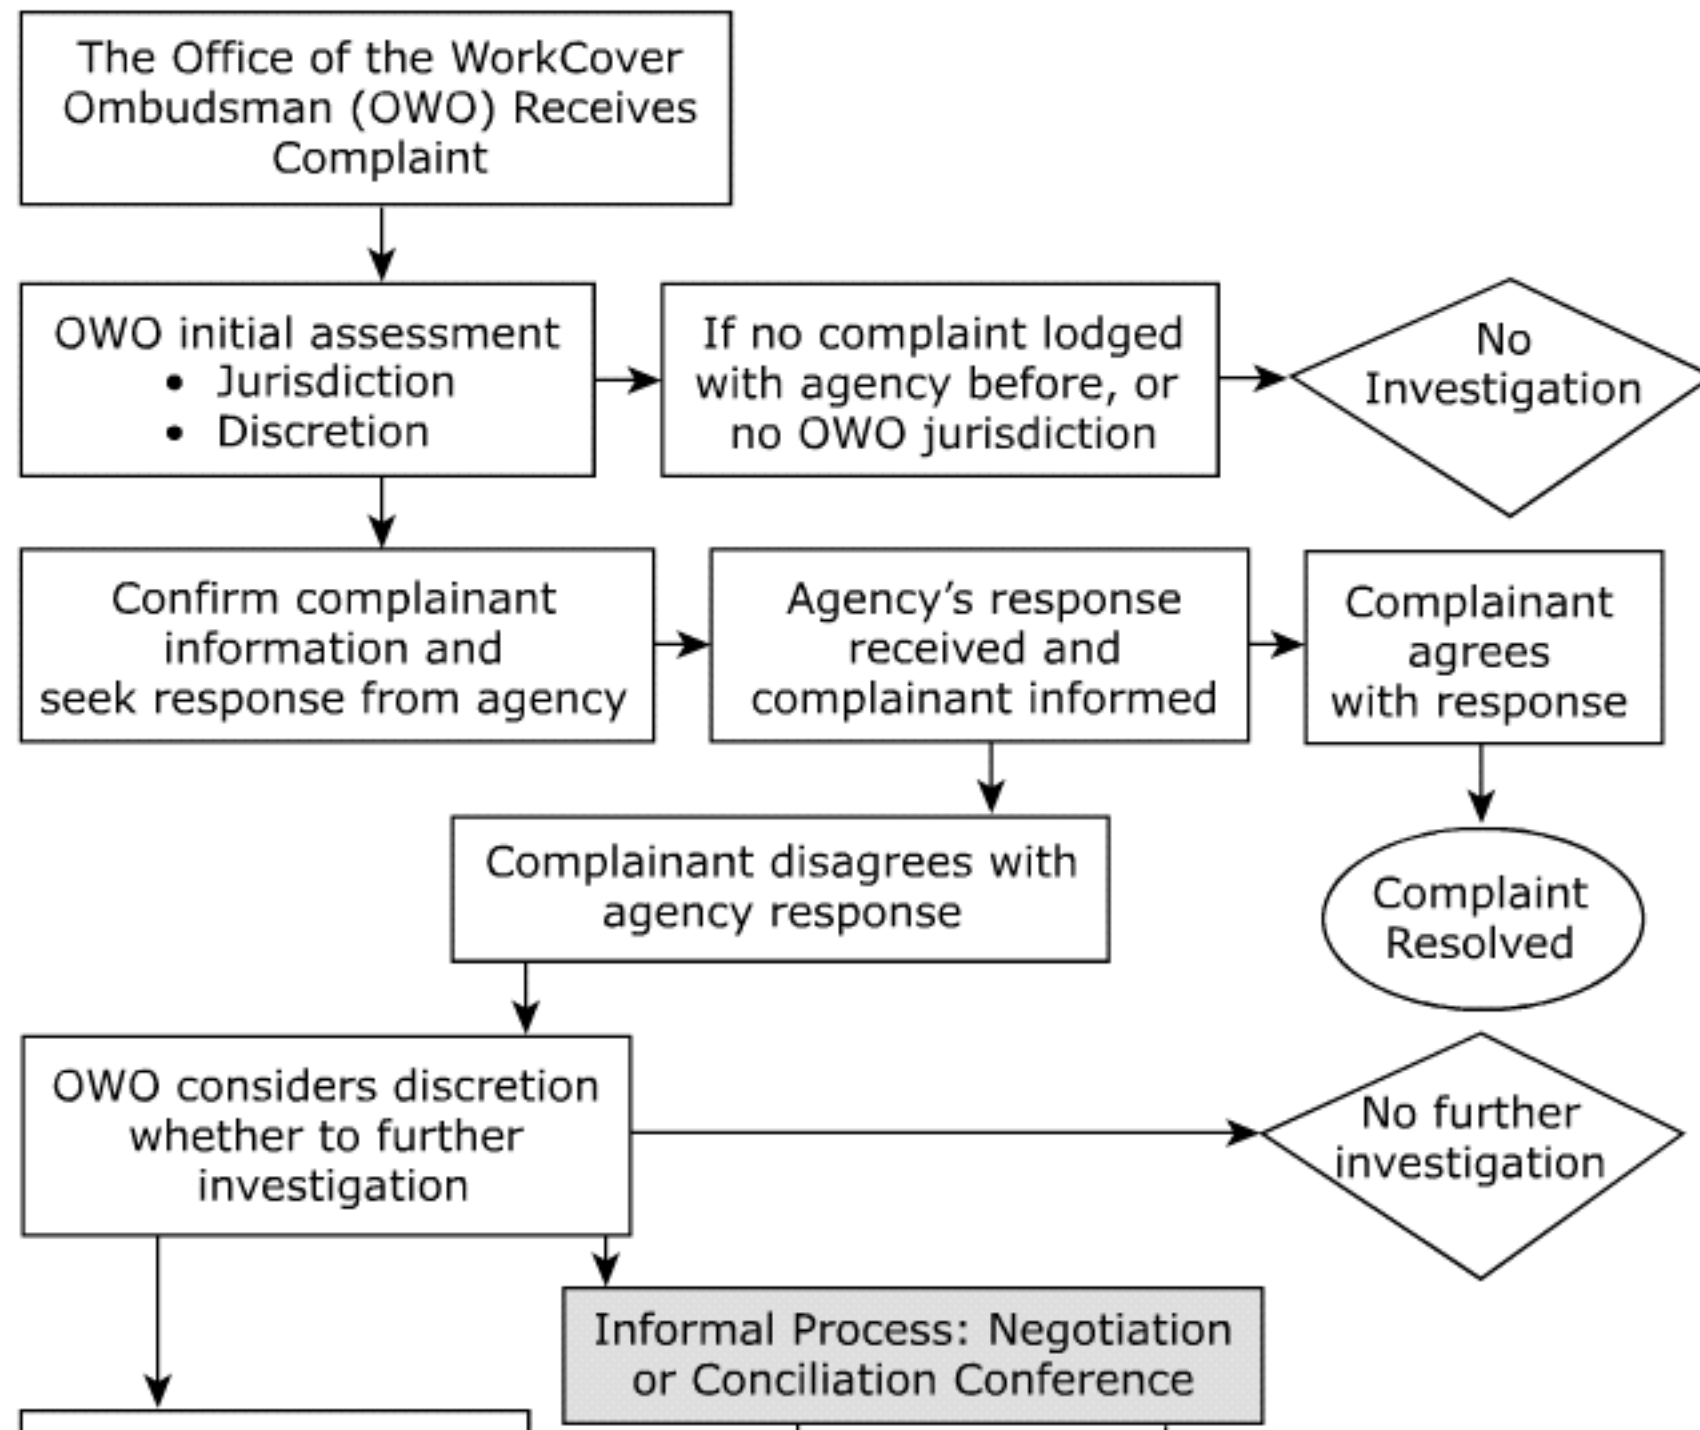 The Office of the WorkCover
Ombudsman (OWO) Receives
Complaint
OWO initial assessment
• Jurisdiction
• Discretion
If no complaint lodged
with agency before, or
no OWO jurisdiction
No
Investigation
Confirm complainant
information and
seek response from agency
Agency’s response
received and
complainant informed
Complainant
agrees
with response
Complainant disagrees with
agency response
Complaint
Resolved
OWO considers discretion
whether to further
investigation
No further
investigation
Informal Process: Negotiation
or Conciliation Conference